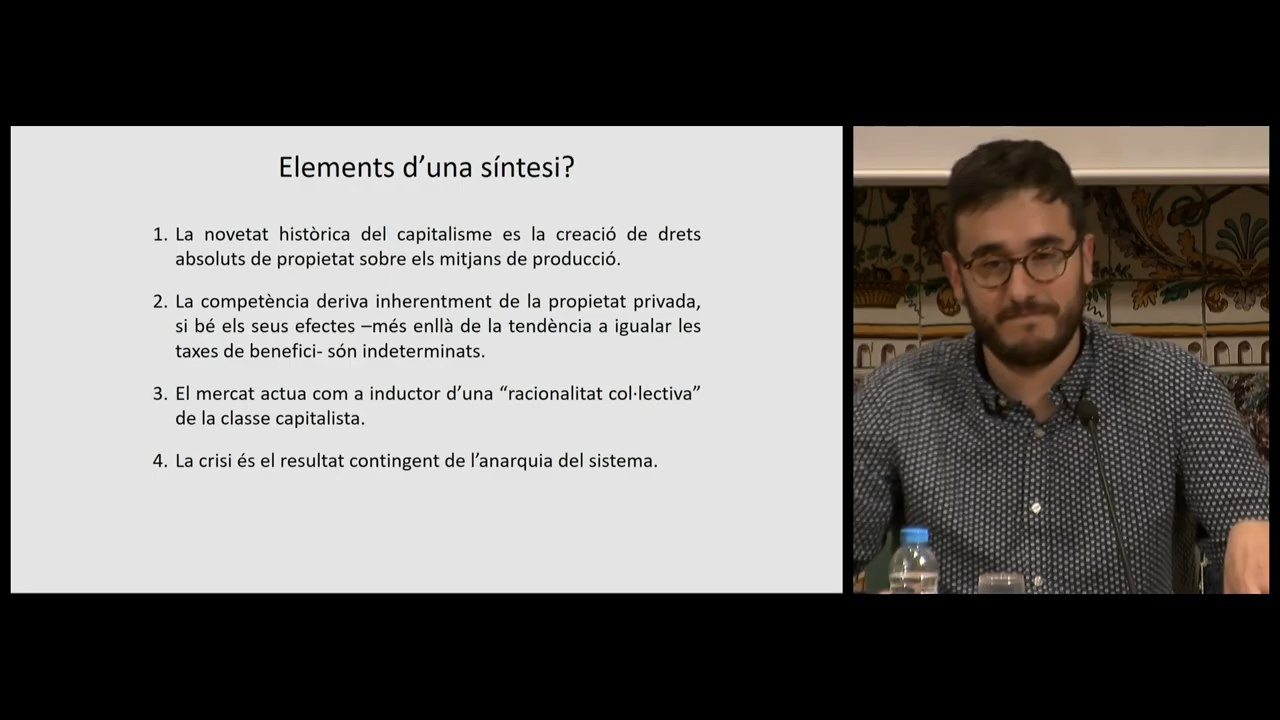 Elements d’una síntesi?
1. La novetat històrica del capitalisme es la creació de drets
absoluts de propietat sobre els mitjans de producció.
2. La competència deriva inherentment de la propietat privada,
si bé els seus efectes –més enllà de la tendència a igualar les
taxes de benefici- són indeterminats.
3. El mercat actua com a inductor d’una “racionalitat col·lectiva”
de la classe capitalista.
4. La crisi és el resultat contingent de l’anarquia del sistema.